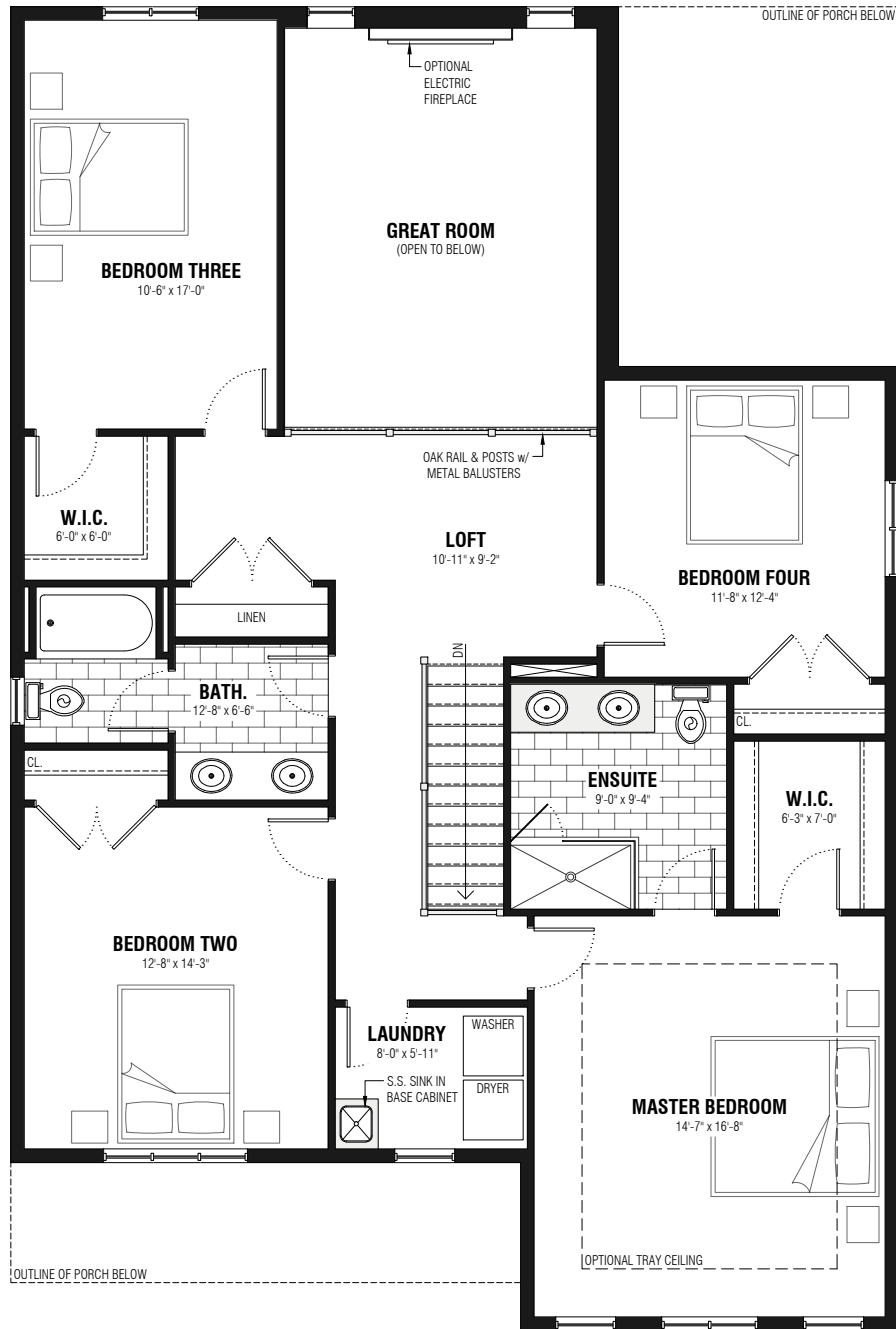 OUTLINE OF PORCH BELOW
OPTIONAL
ELECTRIC
FIREPLACE
GREAT ROOM
(OPEN TO BELOW)
BEDROOM THREE
10'-6" x 17'-0"
OAK RAIL & POSTS w/
METAL BALUSTERS
W.I.C.
6'-0" x 6'-0"
LOFT
10'-11" x 9'-2"
BEDROOM FOUR
11'-8" x 12'-4"
LINEN
DN
BATH.
12'-8" x 6'-6"
CL.
CL.
ENSUITE
9'-0" x 9'-4"
W.I.C.
6'-3" x 7'-0"
BEDROOM TWO
12'-8" x 14'-3"
LAUNDRY
8'-0" x 5'-11"
WASHER
DRYER
S.S. SINK IN
BASE CABINET
MASTER BEDROOM
14'-7" x 16'-8"
OPTIONAL TRAY CEILING
OUTLINE OF PORCH BELOW